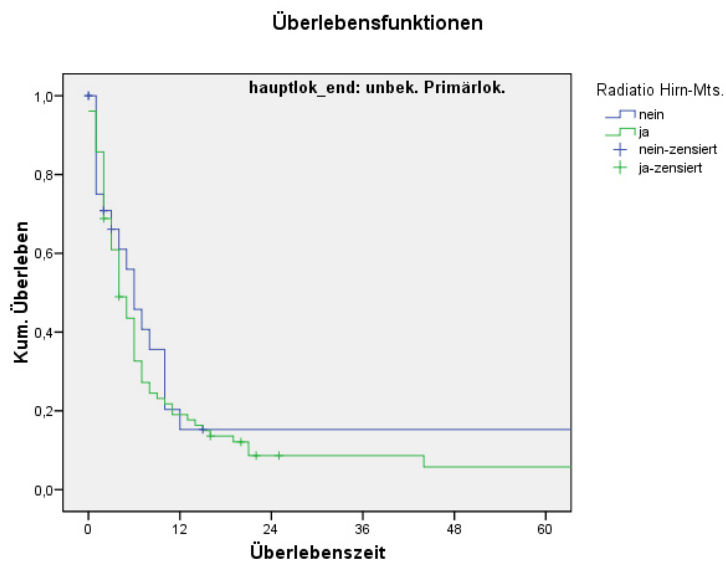 Überlebensfunktionen
hauptlok_end: unbek. Primärlok.
Radiatio Hirn-Mts.
nein
ja
nein-zensiert
ja-zensiert
Kum. Überleben
1,0
0,8
0,6
0,4
0,2
0,0
0 12 24 36 48 60
Überlebenszeit